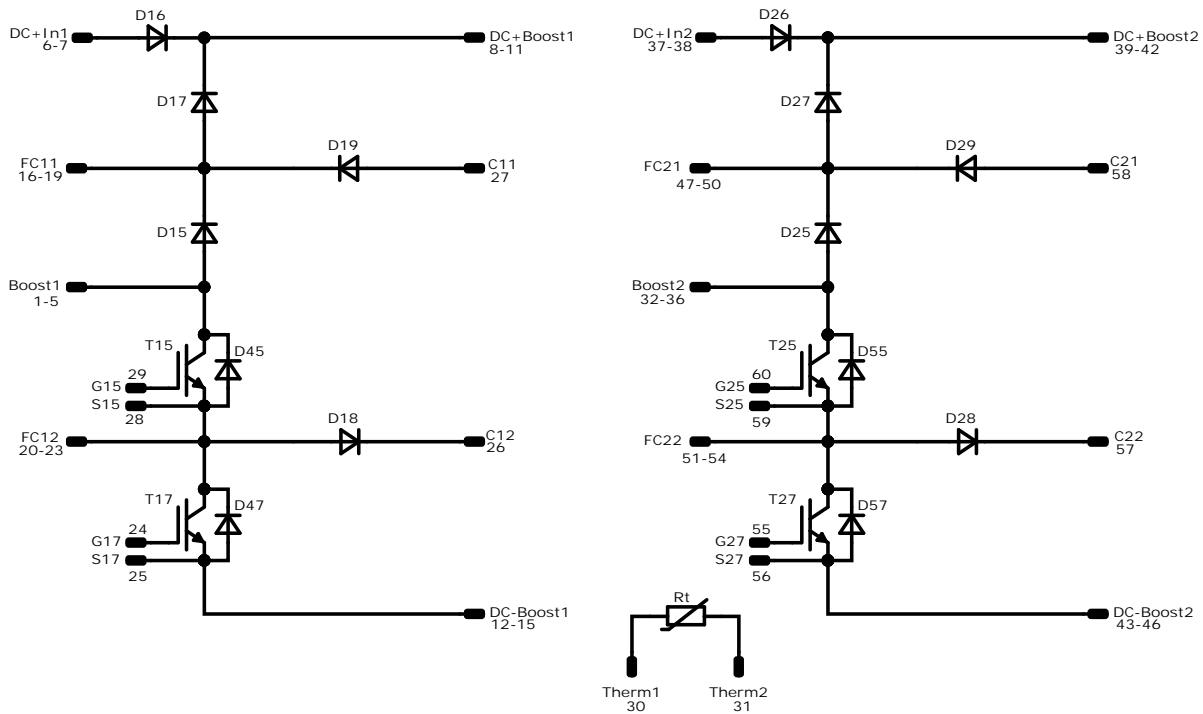 D16
DC+In1
6-7
DC+Boost1
8-11
D17
D19
FC11
16-19
C11
27
D15
Boost1
1-5
T15
D45
29
G15
S15
28
D18
FC12
20-23
C12
26
T17
D47
24
G17
S17
25
DC-Boost1
12-15
D26
DC+In2
37-38
DC+Boost2
39-42
D27
D29
FC21
47-50
C21
58
D25
Boost2
32-36
T25
D55
60
G25
S25
59
D28
FC22
51-54
C22
57
T27
D57
55
G27
S27
56
DC-Boost2
43-46
Rt
Therm1
30
Therm2
31